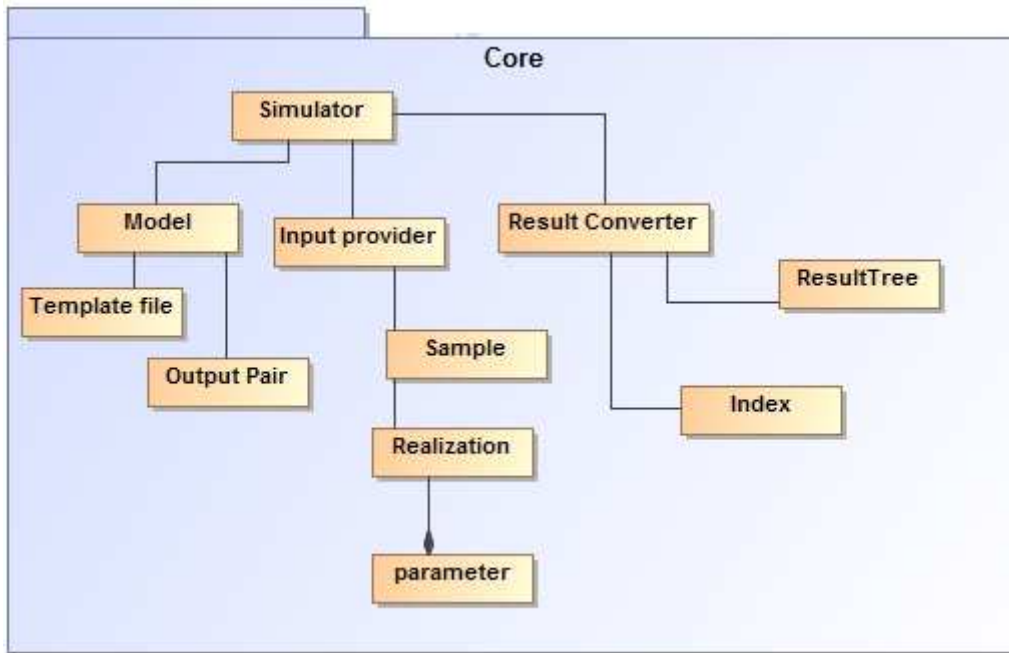 Core
Simulator
Model
Input provider
Result Converter
Template file
ResultTree
Output Pair
Sample
Index
Realization
parameter